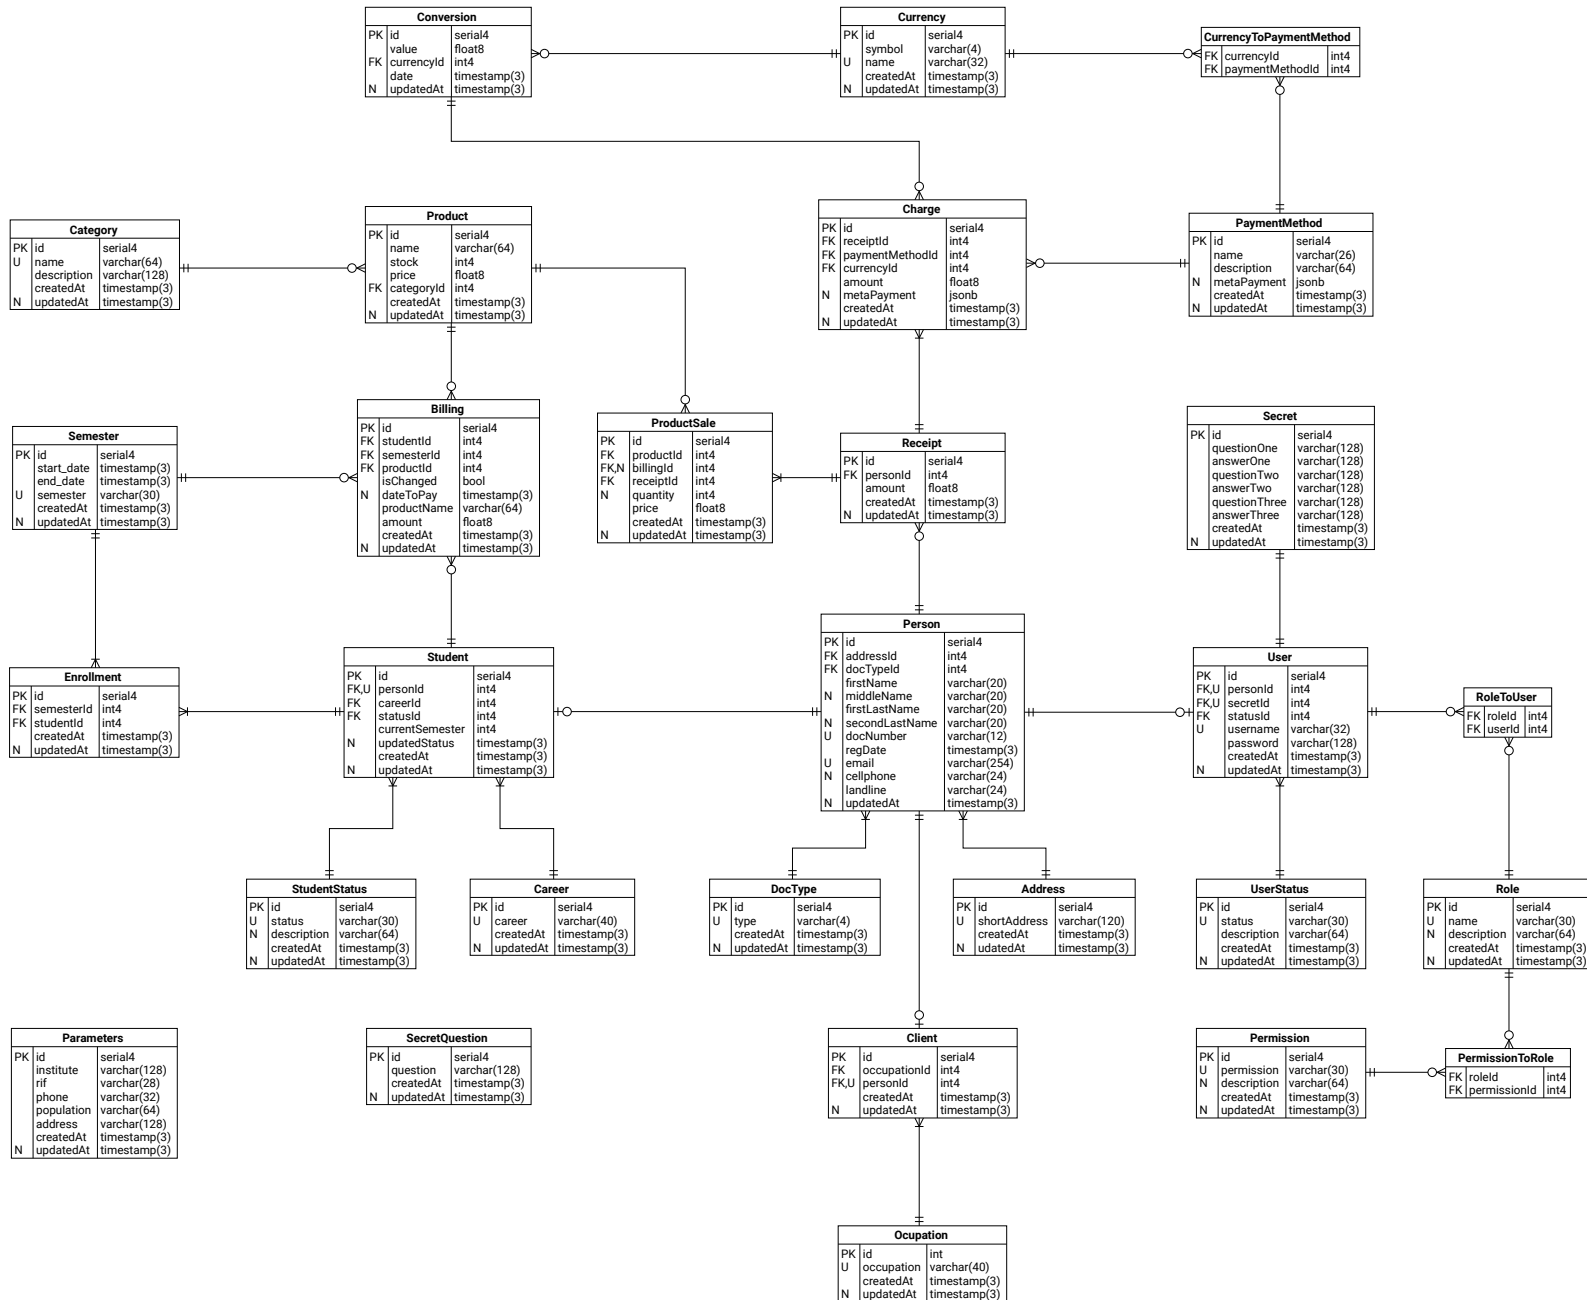 Conversion
PK id serial4
value float8
FK currencyId int4
date timestamp(3)
N updatedAt timestamp(3)
Currency
PK id serial4
symbol varchar(4)
U name varchar(32)
createdAt timestamp(3)
N updatedAt timestamp(3)
CurrencyToPaymentMethod
FK currencyId int4
FK paymentMethodId int4
Category
PK id serial4
U name varchar(64)
description varchar(128)
createdAt timestamp(3)
N updatedAt timestamp(3)
Product
PK id serial4
name varchar(64)
stock int4
price float8
FK categoryId int4
createdAt timestamp(3)
N updatedAt timestamp(3)
Charge
PK id serial4
FK receiptId int4
FK paymentMethodId int4
FK currencyId int4
amount float8
N metaPayment jsonb
createdAt timestamp(3)
N updatedAt timestamp(3)
PaymentMethod
PK id serial4
name varchar(26)
description varchar(64)
N metaPayment jsonb
createdAt timestamp(3)
N updatedAt timestamp(3)
Semester
PK id serial4
start_date timestamp(3)
end_date timestamp(3)
U semester varchar(30)
createdAt timestamp(3)
N updatedAt timestamp(3)
Billing
PK id serial4
FK studentId int4
FK semesterId int4
FK productId int4
isChanged bool
N dateToPay timestamp(3)
productName varchar(64)
amount float8
createdAt timestamp(3)
N updatedAt timestamp(3)
ProductSale
PK id serial4
FK productId int4
FK,N billingId int4
FK receiptId int4
N quantity int4
price float8
createdAt timestamp(3)
N updatedAt timestamp(3)
Receipt
PK id serial4
FK personId int4
amount float8
createdAt timestamp(3)
N updatedAt timestamp(3)
Secret
PK id serial4
questionOne varchar(128)
answerOne varchar(128)
questionTwo varchar(128)
answerTwo varchar(128)
questionThree varchar(128)
answerThree varchar(128)
createdAt timestamp(3)
N updatedAt timestamp(3)
Enrollment
PK id serial4
FK semesterId int4
FK studentId int4
createdAt timestamp(3)
N updatedAt timestamp(3)
Student
PK id serial4
FK,U personId int4
FK careerId int4
FK statusId int4
currentSemester int4
N updatedStatus timestamp(3)
createdAt timestamp(3)
N updatedAt timestamp(3)
Person
PK id serial4
FK addressId int4
FK docTypeId int4
firstName varchar(20)
N middleName varchar(20)
firstLastName varchar(20)
N secondLastName varchar(20)
U docNumber varchar(12)
regDate timestamp(3)
U email varchar(254)
N cellphone varchar(24)
landline varchar(24)
N updatedAt timestamp(3)
User
PK id serial4
FK,U personId int4
FK,U secretId int4
FK statusId int4
U username varchar(32)
password varchar(128)
createdAt timestamp(3)
N updatedAt timestamp(3)
RoleToUser
FK roleId int4
FK userId int4
StudentStatus
PK id serial4
U status varchar(30)
N description varchar(64)
createdAt timestamp(3)
N updatedAt timestamp(3)
Career
PK id serial4
U career varchar(40)
createdAt timestamp(3)
N updatedAt timestamp(3)
DocType
PK id serial4
U type varchar(4)
createdAt timestamp(3)
N updatedAt timestamp(3)
Address
PK id serial4
U shortAddress varchar(120)
createdAt timestamp(3)
N udatedAt timestamp(3)
UserStatus
PK id serial4
U status varchar(30)
description varchar(64)
createdAt timestamp(3)
N updatedAt timestamp(3)
Role
PK id serial4
U name varchar(30)
N description varchar(64)
createdAt timestamp(3)
N updatedAt timestamp(3)
Parameters
PK id serial4
institute varchar(128)
rif varchar(28)
phone varchar(32)
population varchar(64)
address varchar(128)
createdAt timestamp(3)
N updatedAt timestamp(3)
SecretQuestion
PK id serial4
question varchar(128)
createdAt timestamp(3)
N updatedAt timestamp(3)
Client
PK id serial4
FK occupationId int4
FK,U personId int4
createdAt timestamp(3)
N updatedAt timestamp(3)
Permission
PK id serial4
U permission varchar(30)
N description varchar(64)
createdAt timestamp(3)
N updatedAt timestamp(3)
PermissionToRole
FK roleId int4
FK permissionId int4
Ocupation
PK id int
U occupation varchar(40)
createdAt timestamp(3)
N updatedAt timestamp(3)